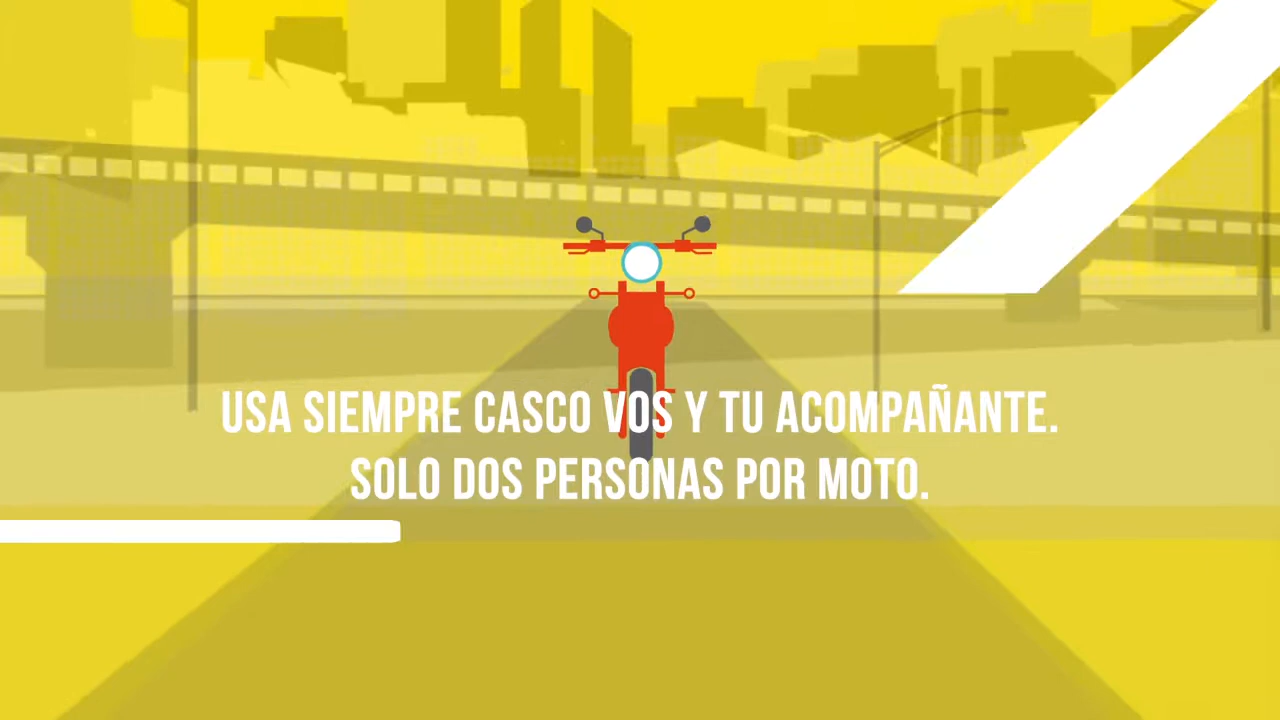 USA SIEMPRE CASCO VOS Y TU ACOMPAÑANTE.
SOLO DOS PERSONAS POR MOTO.